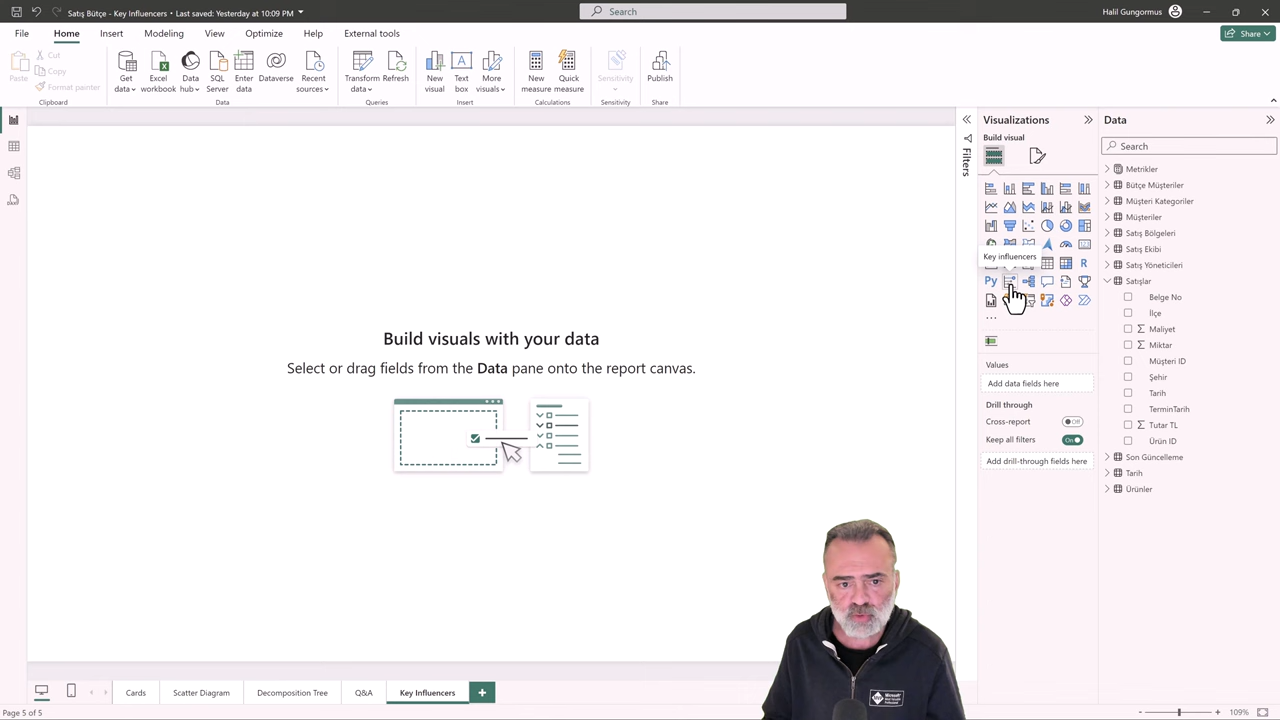 Satış Bütçe - Key Influencers • Last saved: Yesterday at 10:09 PM
Search
Halil Gungormus
File
Home
Insert
Modeling
View
Optimize
Help
External tools
Share
Paste
Cut
Copy
Format painter
Get data
Excel workbook
Data hub
SQL Server
Enter data
Dataverse
Recent sources
Transform data
Refresh
New visual
Text box
More visuals
New measure
Quick measure
Sensitivity
Publish
Clipboard
Data
Queries
Insert
Calculations
Sensitivity
Share
Filters
Visualizations
Build visual
Key influencers
R
Py
...
Values
Add data fields here
Drill through
Cross-report
Off
Keep all filters
On
Add drill-through fields here
Data
Search
Metrikler
Bütçe Müşteriler
Müşteri Kategoriler
Müşteriler
Satış Bölgeleri
Satış Ekibi
Satış Yöneticileri
Satışlar
Belge No
İlçe
Maliyet
Miktar
Müşteri ID
Şehir
Tarih
TerminTarih
Tutar TL
Ürün ID
Son Güncelleme
Tarih
Ürünler
Build visuals with your data
Select or drag fields from the Data pane onto the report canvas.
Cards
Scatter Diagram
Decomposition Tree
Q&A
Key Influencers
Page 5 of 5
109%